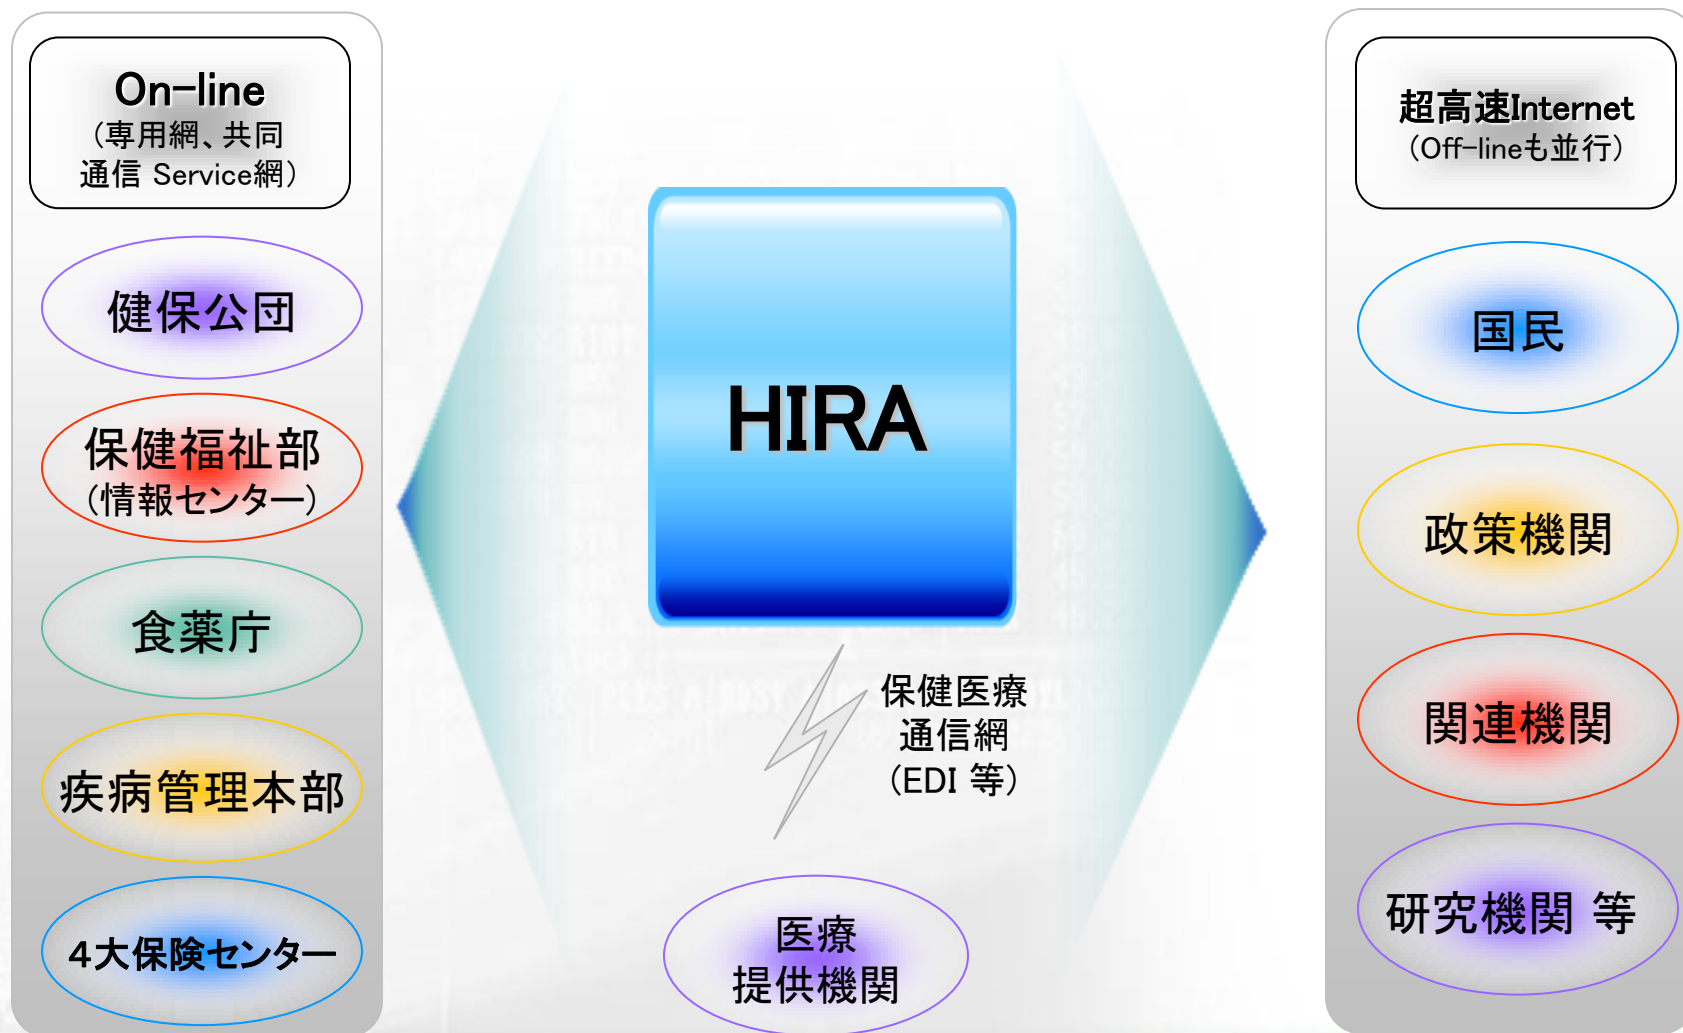 On-line
(専用網、共同
通信 Service網)
健保公団
保健福祉部
(情報センター)
食薬庁
疾病管理本部
４大保険センター
HIRA
保健医療
通信網
(EDI 等)
医療
提供機関
超高速Internet
(Off-lineも並行)
国民
政策機関
関連機関
研究機関 等